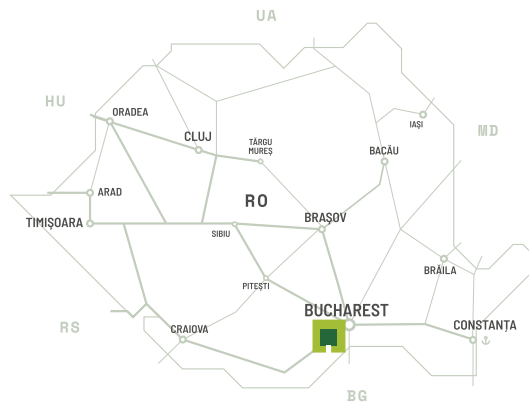 UA
HU
ORADEA
CLUJ
TÂRGU
MUREȘ
IAȘI
MD
BACĂU
ARAD
RO
TIMIȘOARA
BRAȘOV
SIBIU
BRĂILA
PITEȘTI
BUCHAREST
RS
CRAIOVA
CONSTANȚA
BG